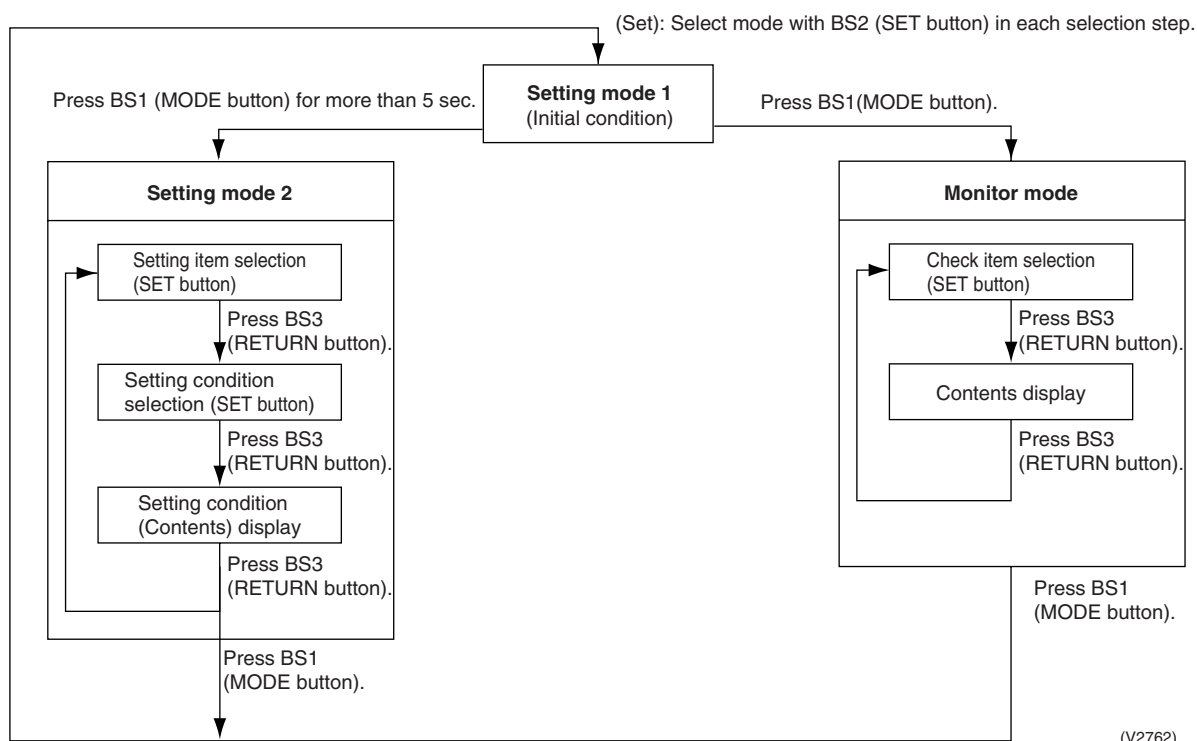 (Set): Select mode with BS2 (SET button) in each selection step.
Setting mode 1
(Initial condition)
Press BS1 (MODE button) for more than 5 sec.
Press BS1(MODE button).
Setting mode 2
Setting item selection
(SET button)
Press BS3
(RETURN button).
Setting condition
selection (SET button)
Press BS3
(RETURN button).
Setting condition
(Contents) display
Press BS3
(RETURN button).
Press BS1
(MODE button).
Monitor mode
Check item selection
(SET button)
Press BS3
(RETURN button).
Contents display
Press BS3
(RETURN button).
Press BS1
(MODE button).
(V2762)